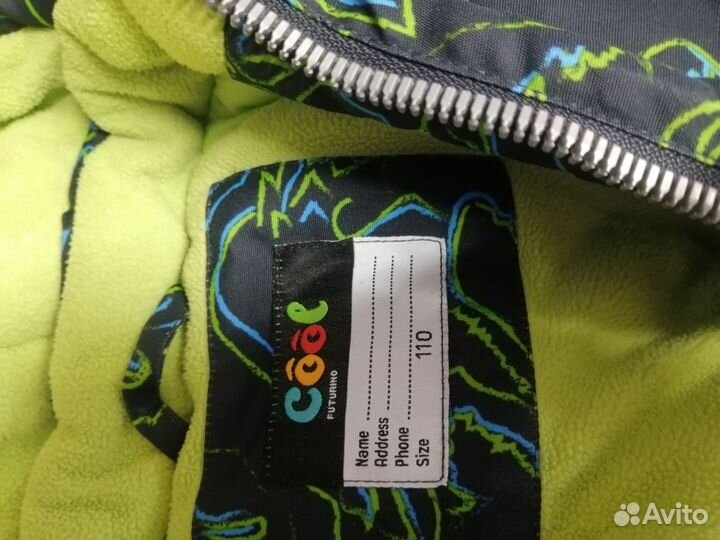 COOL
FUTURINO
Name ..........................
Address ......................
Phone ........................
Size 110
Avito